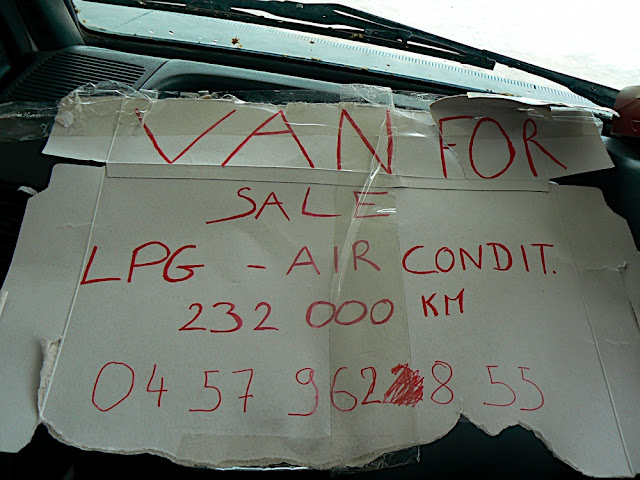 VAN FOR
SALE
LPG - AIR CONDIT.
232 000 KM
04 57 962 8 55